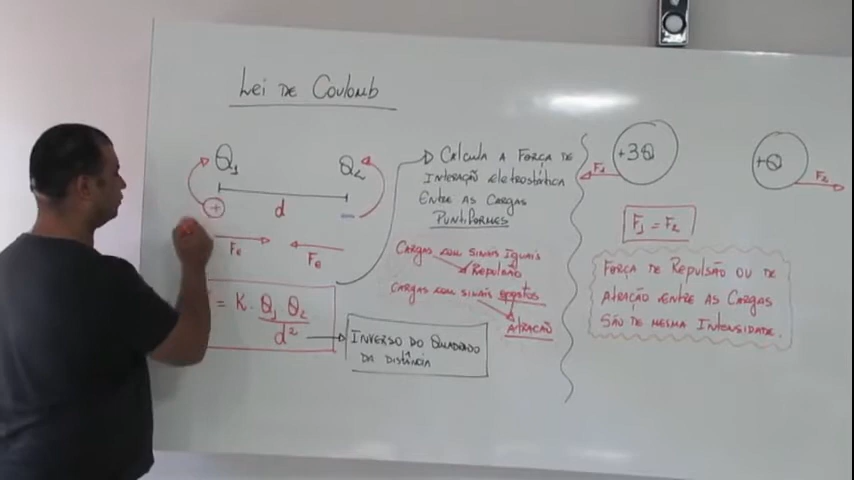 Lei de Coulomb
Q1
Q2
d
+
−
Fe
Fe
= K. Q1 Q2
d²
Inverso do Quadrado
da distância
Calcula a Força de
Interação eletrostática
entre as cargas
Puntiformes
Cargas com sinais iguais
Repulsão
cargas com sinais opostos
Atração
+3Q
F1
+Q
F2
F1 = F2
Força de Repulsão ou de
Atração entre as cargas
são de mesma intensidade.